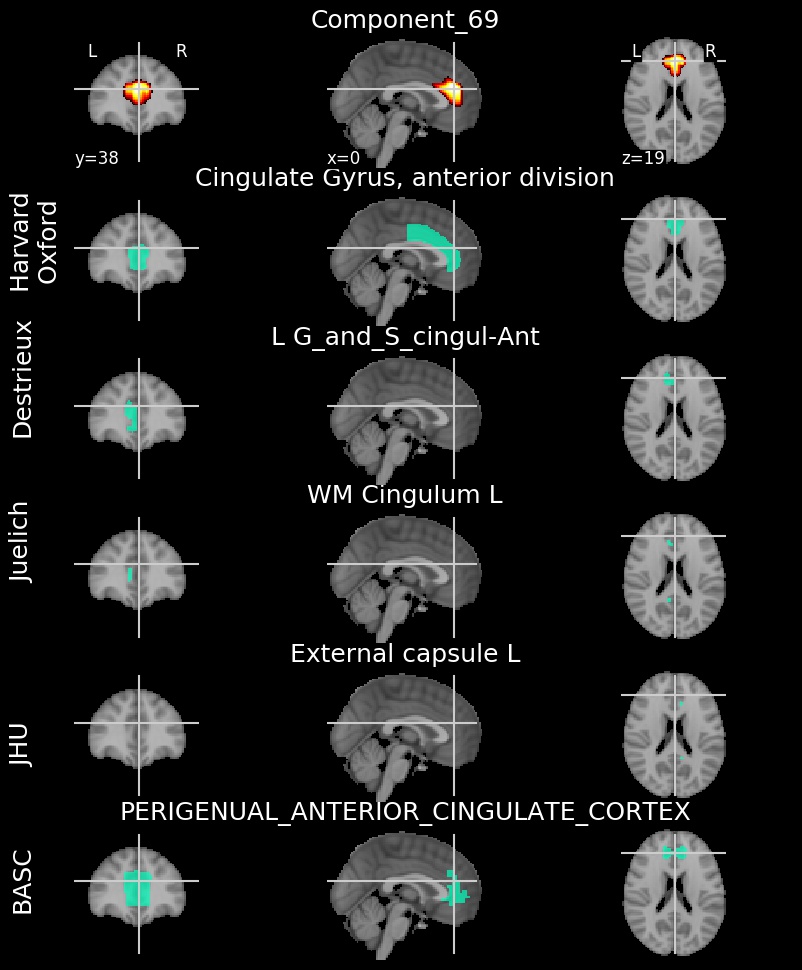 Component_69
L R L R
y=38 x=0 z=19
Cingulate Gyrus, anterior division
Harvard
Oxford
L G_and_S_cingul-Ant
Destrieux
WM Cingulum L
Juelich
External capsule L
JHU
PERIGENUAL_ANTERIOR_CINGULATE_CORTEX
BASC